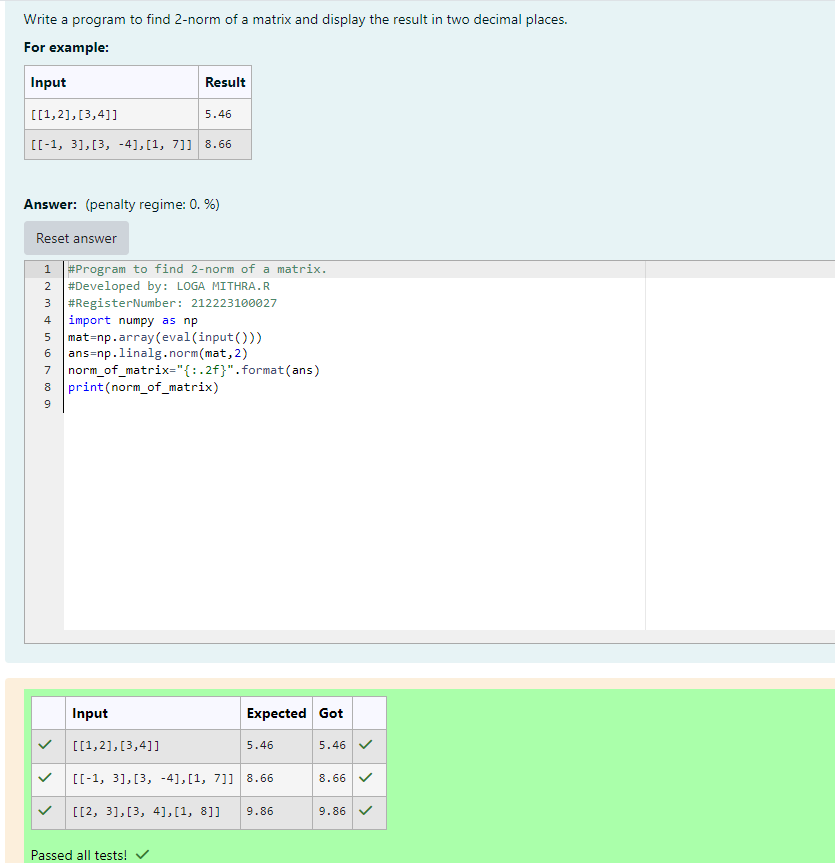 Write a program to find 2-norm of a matrix and display the result in two decimal places.
For example:
Input Result
[[1,2],[3,4]] 5.46
[[-1, 3],[3, -4],[1, 7]] 8.66
Answer: (penalty regime: 0. %)
Reset answer
1 #Program to find 2-norm of a matrix.
2 #Developed by: LOGA MITHRA.R
3 #RegisterNumber: 212223100027
4 import numpy as np
5 mat=np.array(eval(input()))
6 ans=np.linalg.norm(mat,2)
7 norm_of_matrix="{:.2f}".format(ans)
8 print(norm_of_matrix)
9
Input Expected Got
[[1,2],[3,4]] 5.46 5.46
[[-1, 3],[3, -4],[1, 7]] 8.66 8.66
[[2, 3],[3, 4],[1, 8]] 9.86 9.86
Passed all tests!